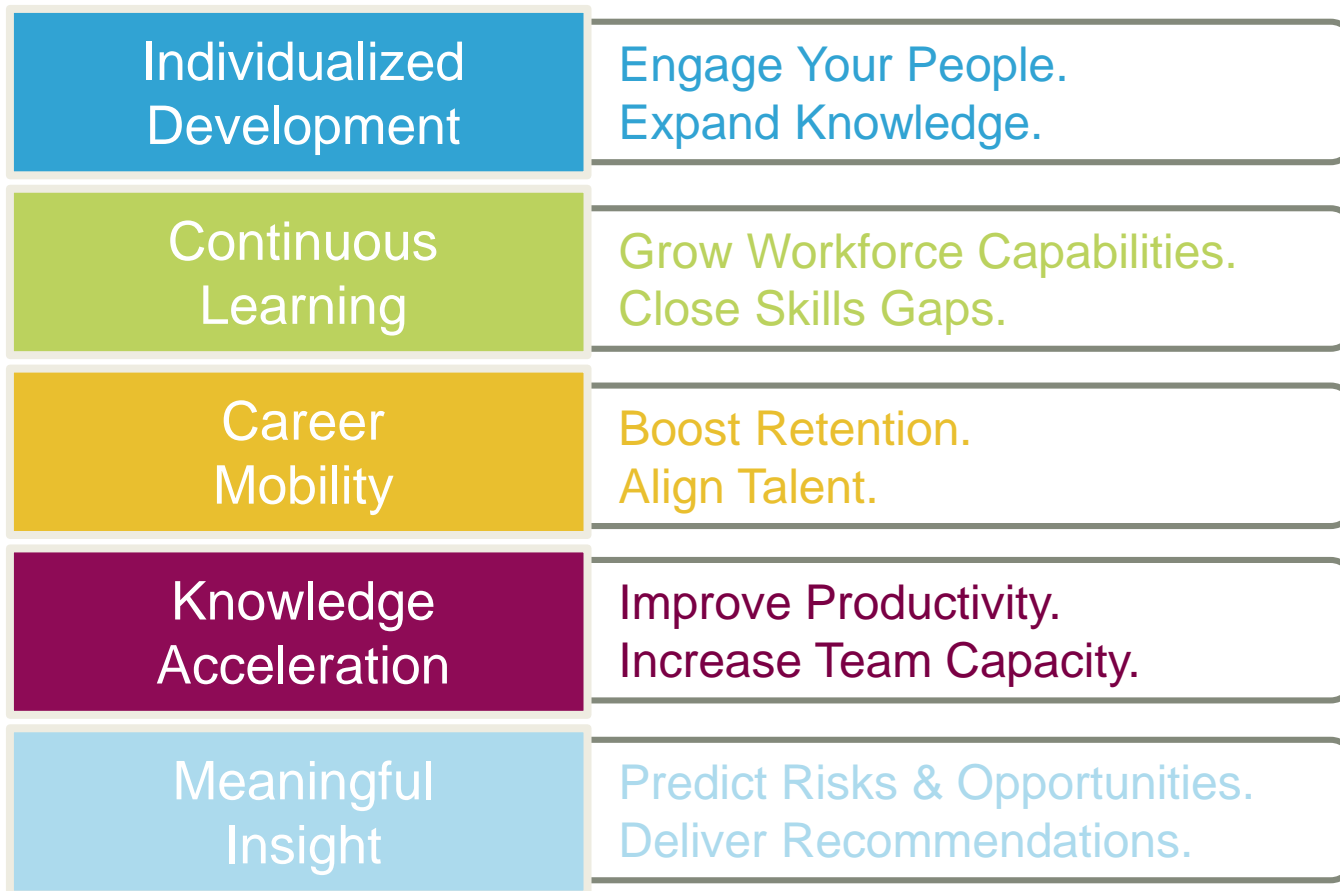 Individualized
Development
Engage Your People.
Expand Knowledge.
Continuous
Learning
Grow Workforce Capabilities.
Close Skills Gaps.
Career
Mobility
Boost Retention.
Align Talent.
Knowledge
Acceleration
Improve Productivity.
Increase Team Capacity.
Meaningful
Insight
Predict Risks & Opportunities.
Deliver Recommendations.